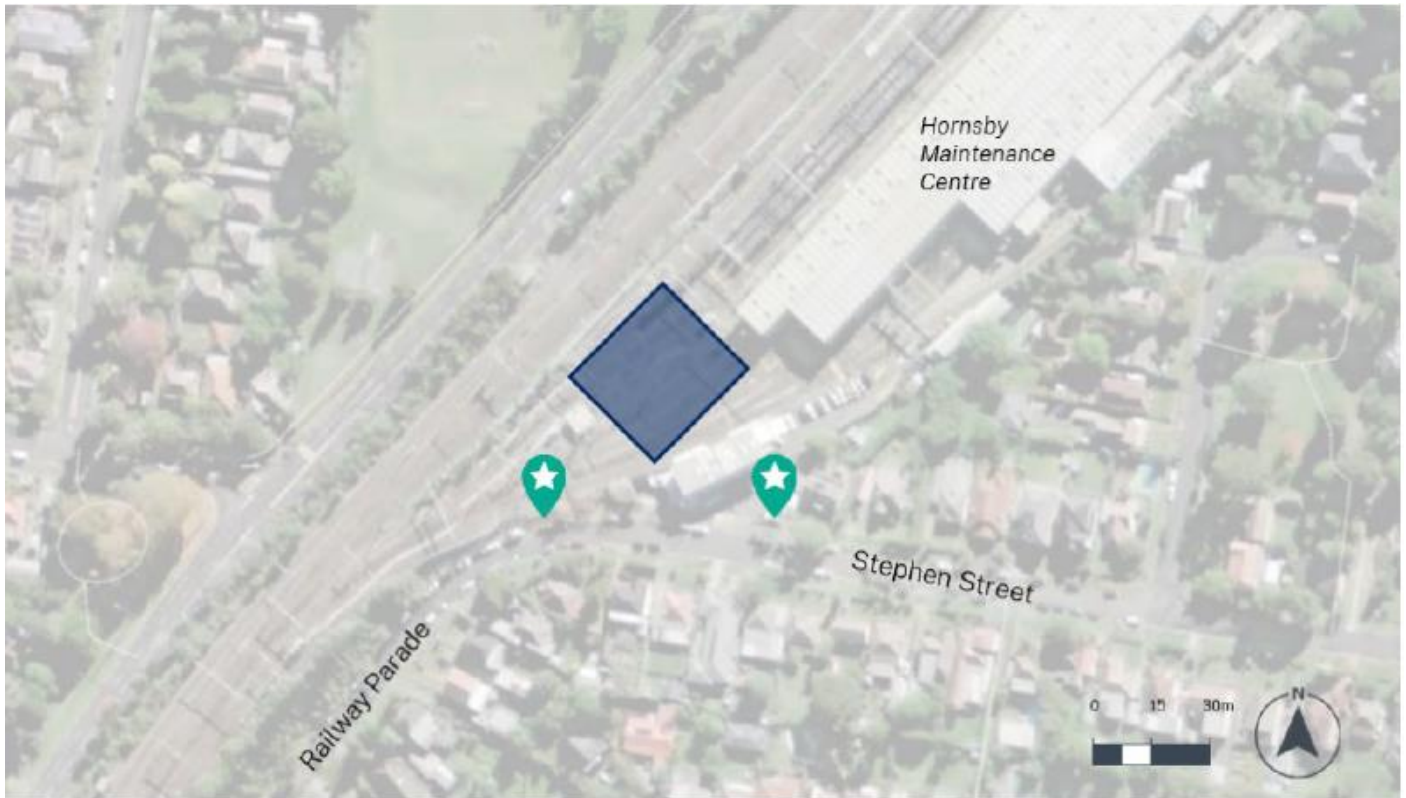 Hornsby
Maintenance
Centre
Stephen Street
Railway Parade
0 15 30m
N